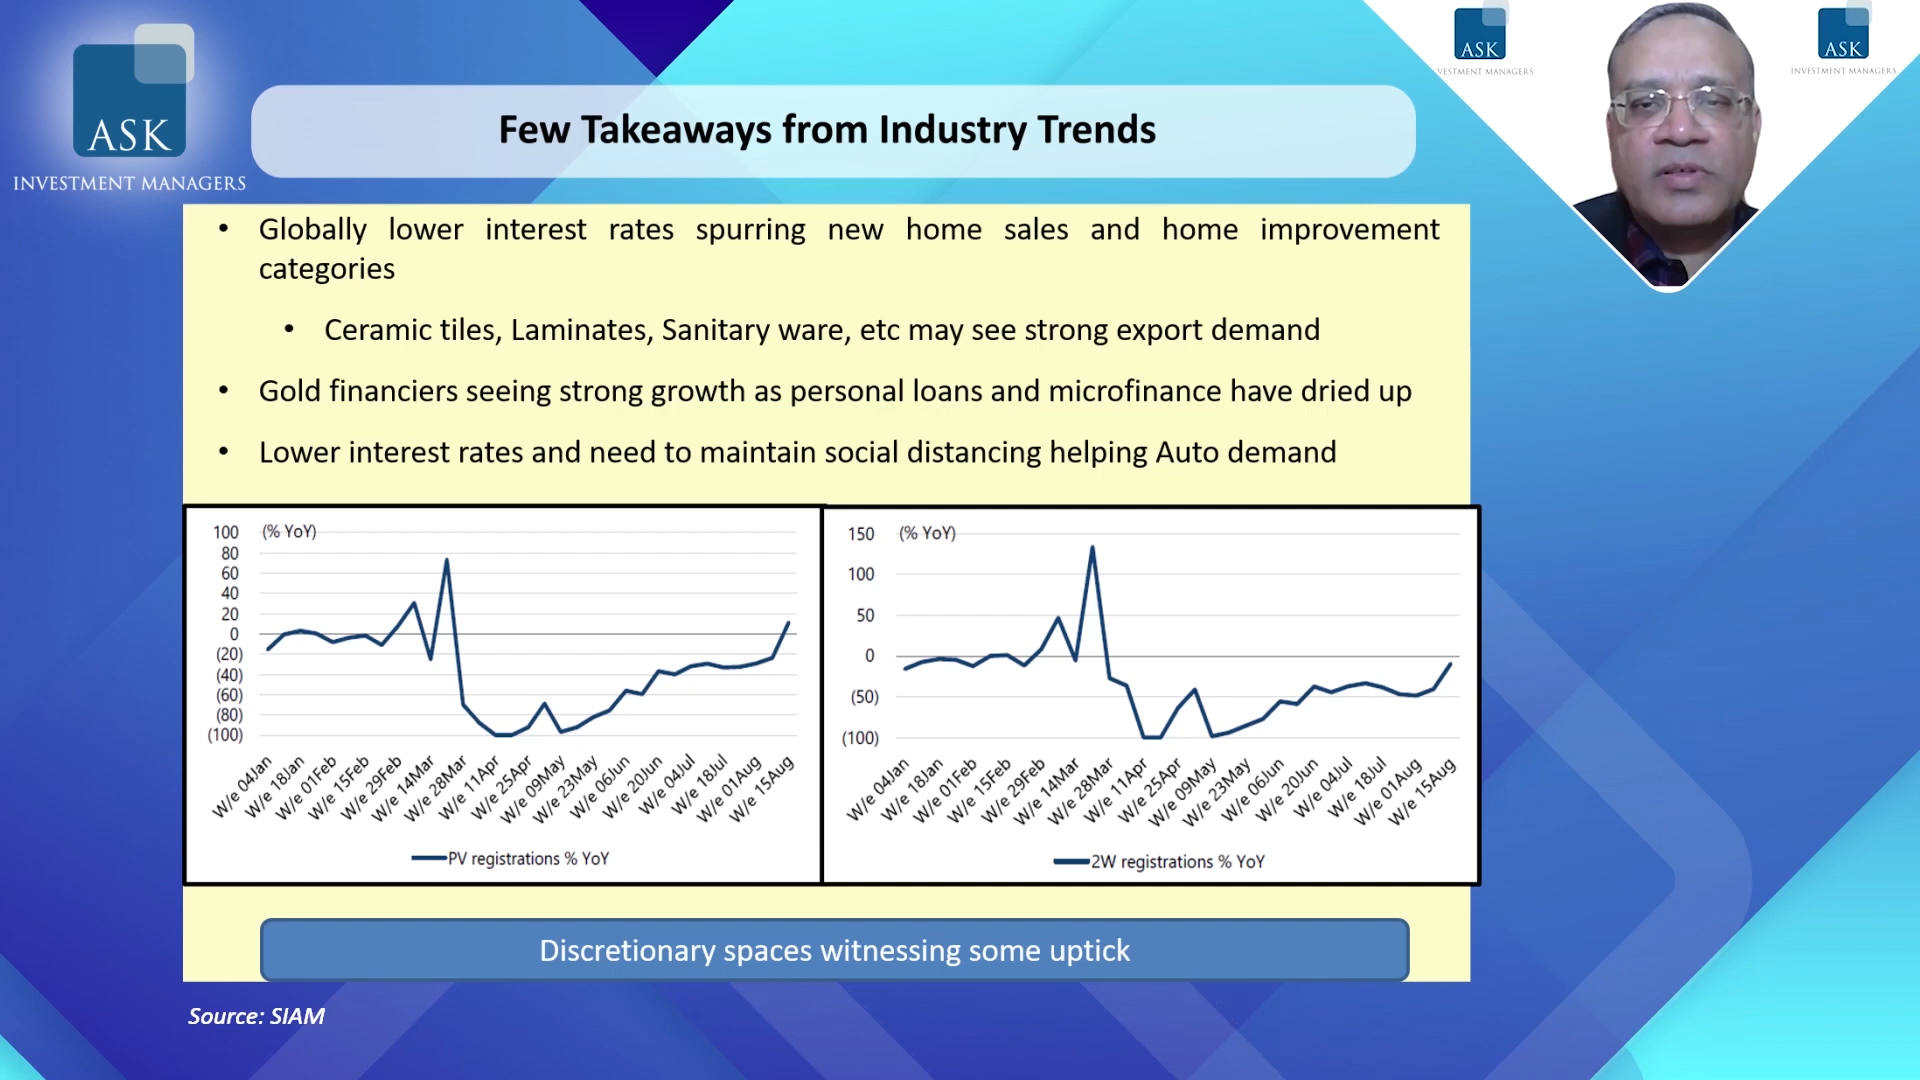 ASK
INVESTMENT MANAGERS
Few Takeaways from Industry Trends
ASK
VESTMENT MANAGERS
ASK
INVESTMENT MANAGERS
• Globally lower interest rates spurring new home sales and home improvement
categories
• Ceramic tiles, Laminates, Sanitary ware, etc may see strong export demand
• Gold financiers seeing strong growth as personal loans and microfinance have dried up
• Lower interest rates and need to maintain social distancing helping Auto demand
(% YoY)
100
80
60
40
20
0
(20)
(40)
(60)
(80)
(100)
W/e 04Jan
W/e 18Jan
W/e 01Feb
W/e 15Feb
W/e 29Feb
W/e 14Mar
W/e 28Mar
W/e 11Apr
W/e 25Apr
W/e 09May
W/e 23May
W/e 06Jun
W/e 20Jun
W/e 04Jul
W/e 18Jul
W/e 01Aug
W/e 15Aug
PV registrations % YoY
(% YoY)
150
100
50
0
(50)
(100)
W/e 04Jan
W/e 18Jan
W/e 01Feb
W/e 15Feb
W/e 29Feb
W/e 14Mar
W/e 28Mar
W/e 11Apr
W/e 25Apr
W/e 09May
W/e 23May
W/e 06Jun
W/e 20Jun
W/e 04Jul
W/e 18Jul
W/e 01Aug
W/e 15Aug
2W registrations % YoY
Discretionary spaces witnessing some uptick
Source: SIAM